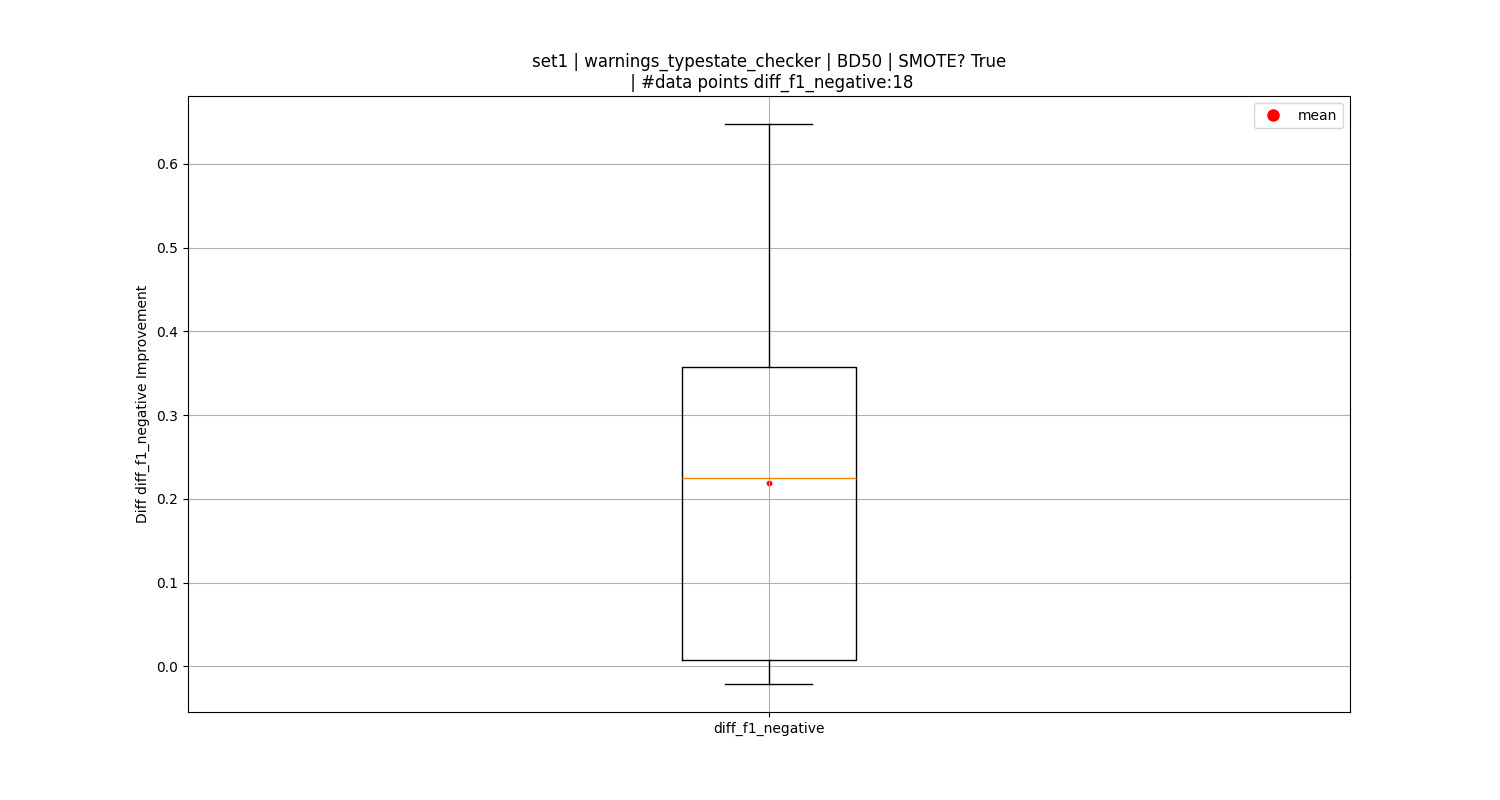 set1 | warnings_typestate_checker | BD50 | SMOTE? True
| #data points diff_f1_negative:18
mean
0.6
0.5
0.4
0.3
0.2
0.1
0.0
Diff diff_f1_negative Improvement
diff_f1_negative